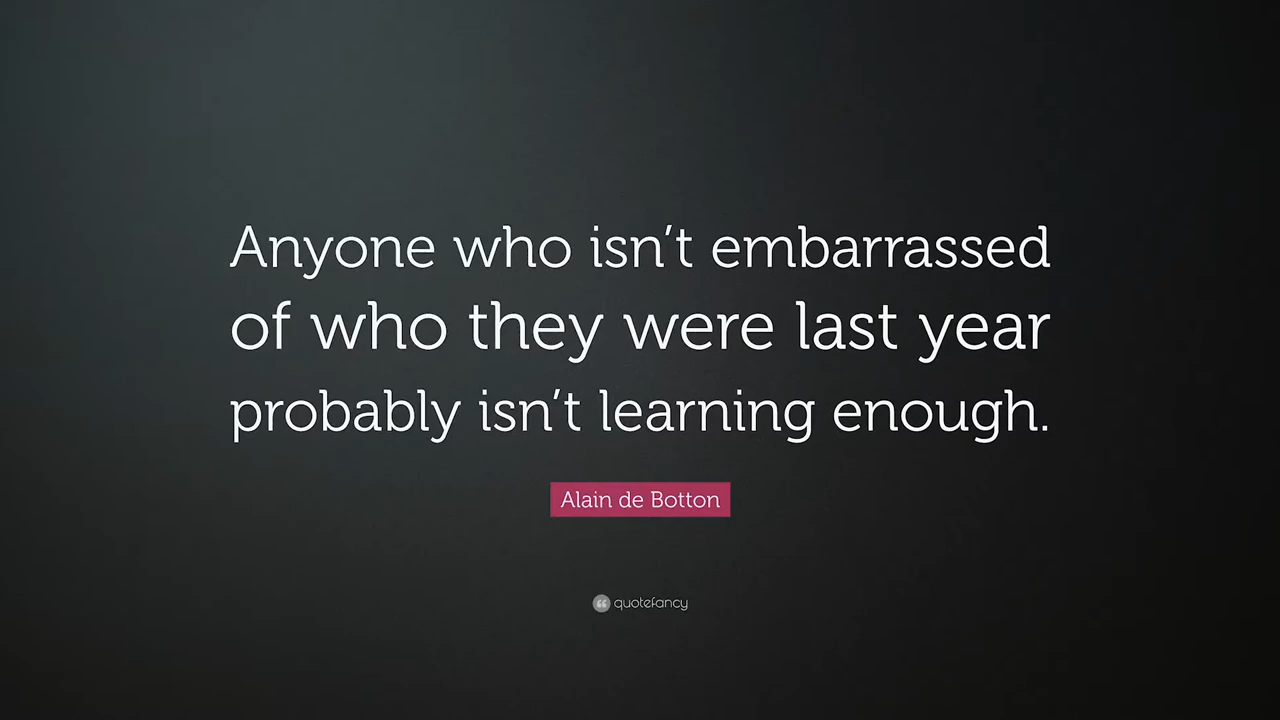 Anyone who isn’t embarrassed
of who they were last year
probably isn’t learning enough.
Alain de Botton
quotefancy